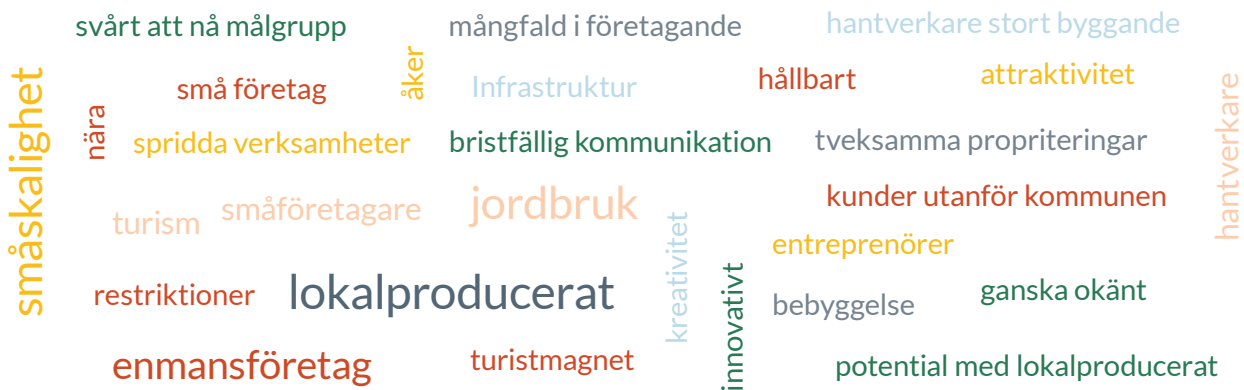 svårt att nå målgrupp
mångfald i företagande
hantverkare stort byggande
småskalighet
små företag
åker
Infrastruktur
hållbart
attraktivitet
hantverkare
nära
spridda verksamheter
bristfällig kommunikation
tveksamma propriteringar
turism
småföretagare
jordbruk
kunder utanför kommunen
kreativitet
entreprenörer
restriktioner
lokalproducerat
innovativt
bebyggelse
ganska okänt
enmansföretag
turistmagnet
potential med lokalproducerat